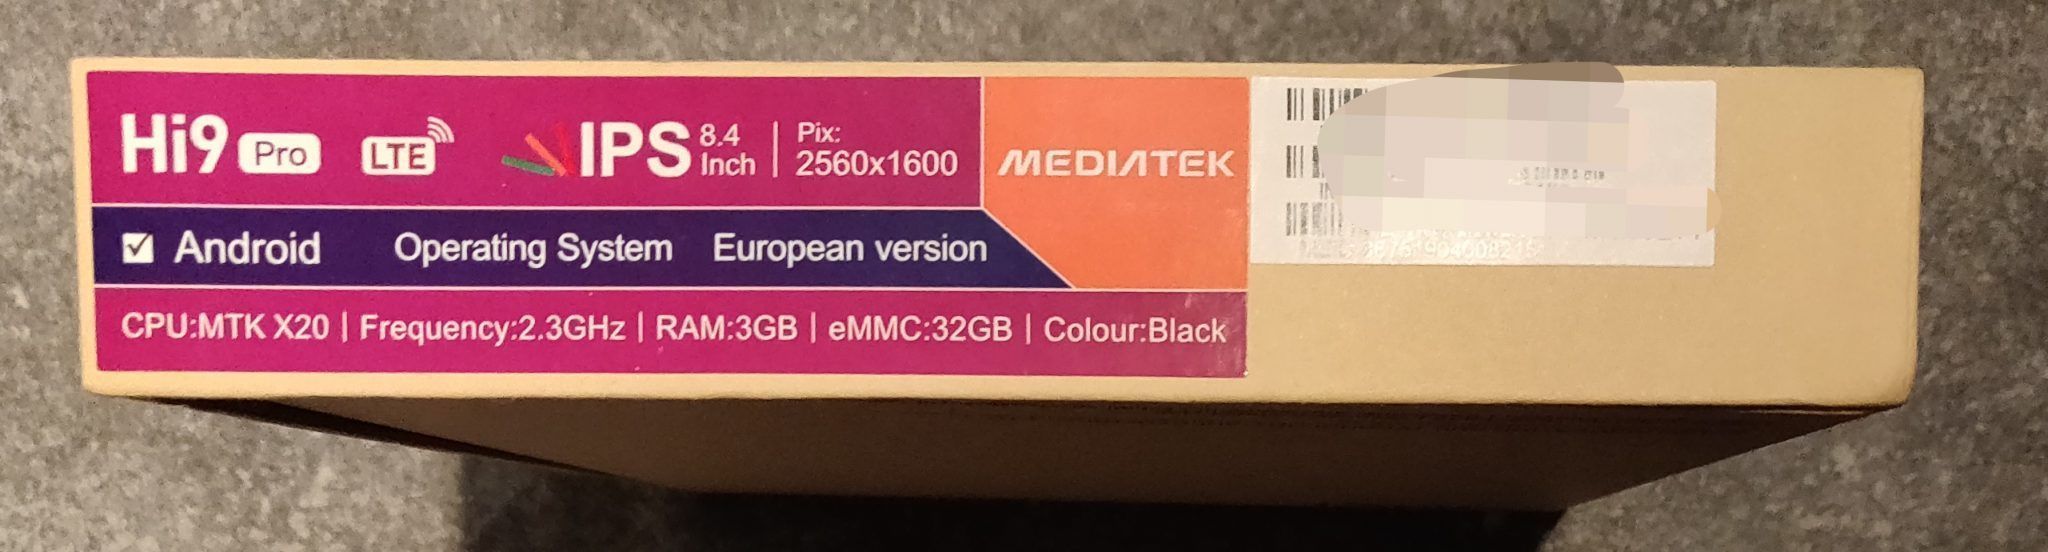 Hi9 Pro LTE IPS 8.4 Inch Pix: 2560x1600
MEDIATEK
Android Operating System European version
CPU:MTK X20 | Frequency:2.3GHz | RAM:3GB | eMMC:32GB | Colour:Black